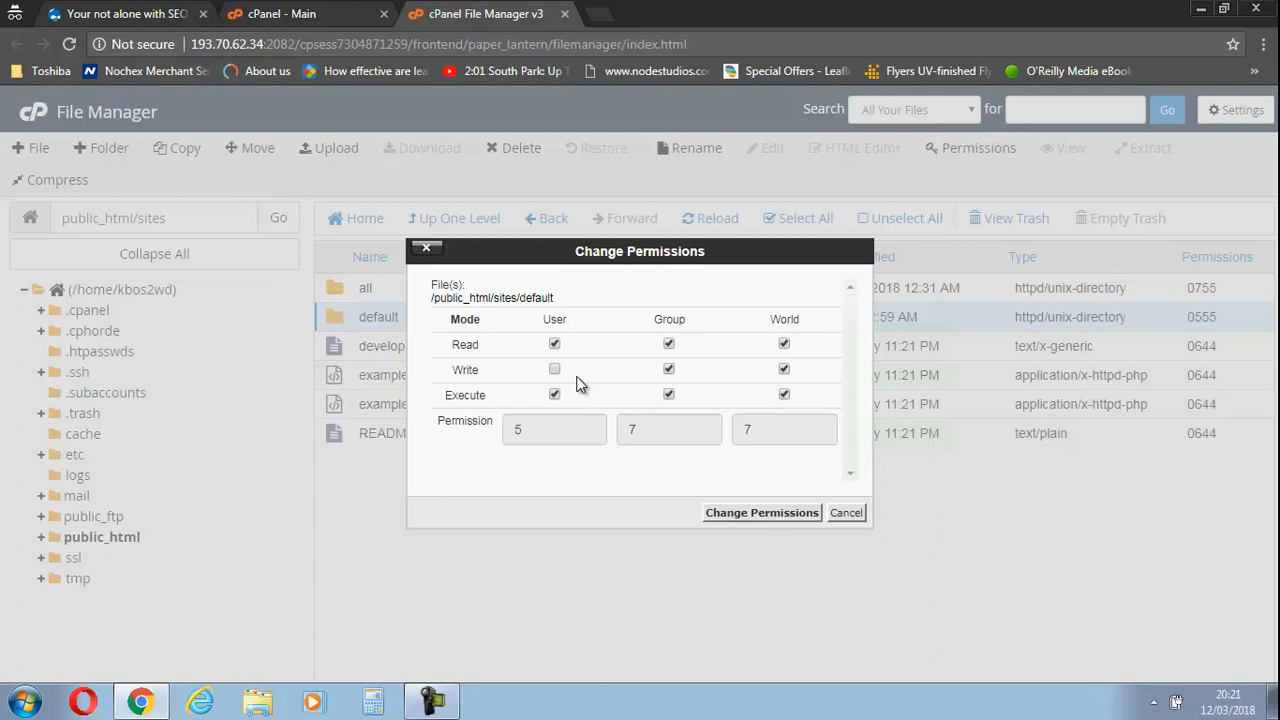 Your not alone with SEO
cPanel - Main
cPanel File Manager v3
Not secure
193.70.62.34:2082/cpsess7304871259/frontend/paper_lantern/filemanager/index.html
Toshiba
Nochex Merchant Se
About us
How effective are lea
2:01 South Park: Up T
www.nodestudios.co
Special Offers - Leafl
Flyers UV-finished Fly
O'Reilly Media eBook
»
cP File Manager
Search
All Your Files
for
Go
Settings
+ File
+ Folder
Copy
Move
Upload
Download
Delete
Restore
Rename
Edit
HTML Editor
Permissions
View
Extract
Compress
public_html/sites
Go
Home
Up One Level
Back
Forward
Reload
Select All
Unselect All
View Trash
Empty Trash
Collapse All
(/home/kbos2wd)
.cpanel
.cphorde
.htpasswds
.ssh
.subaccounts
.trash
cache
etc
logs
mail
public_ftp
public_html
ssl
tmp
Name
fied
Type
Permissions
all
2018 12:31 AM
httpd/unix-directory
0755
default
2:59 AM
httpd/unix-directory
0555
develop
y 11:21 PM
text/x-generic
0644
example
y 11:21 PM
application/x-httpd-php
0644
example
y 11:21 PM
application/x-httpd-php
0644
README
y 11:21 PM
text/plain
0644
Change Permissions
File(s):
/public_html/sites/default
Mode User Group World
Read
Write
Execute
Permission 5 7 7
Change Permissions
Cancel
20:21
12/03/2018